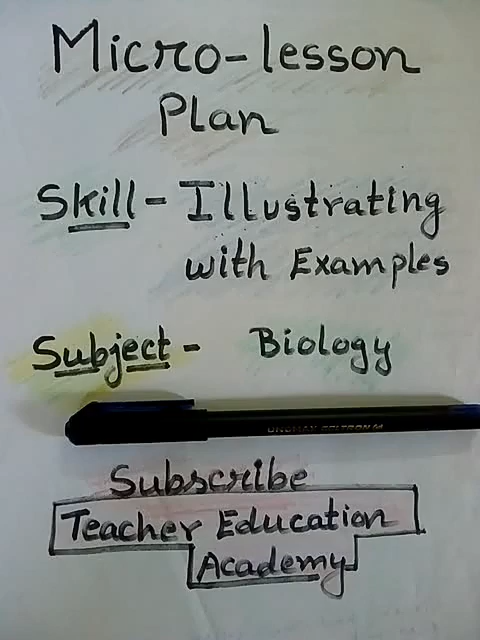 Micro-lesson
Plan
Skill - Illustrating
with Examples
Subject - Biology
Subscribe
Teacher Education
Academy